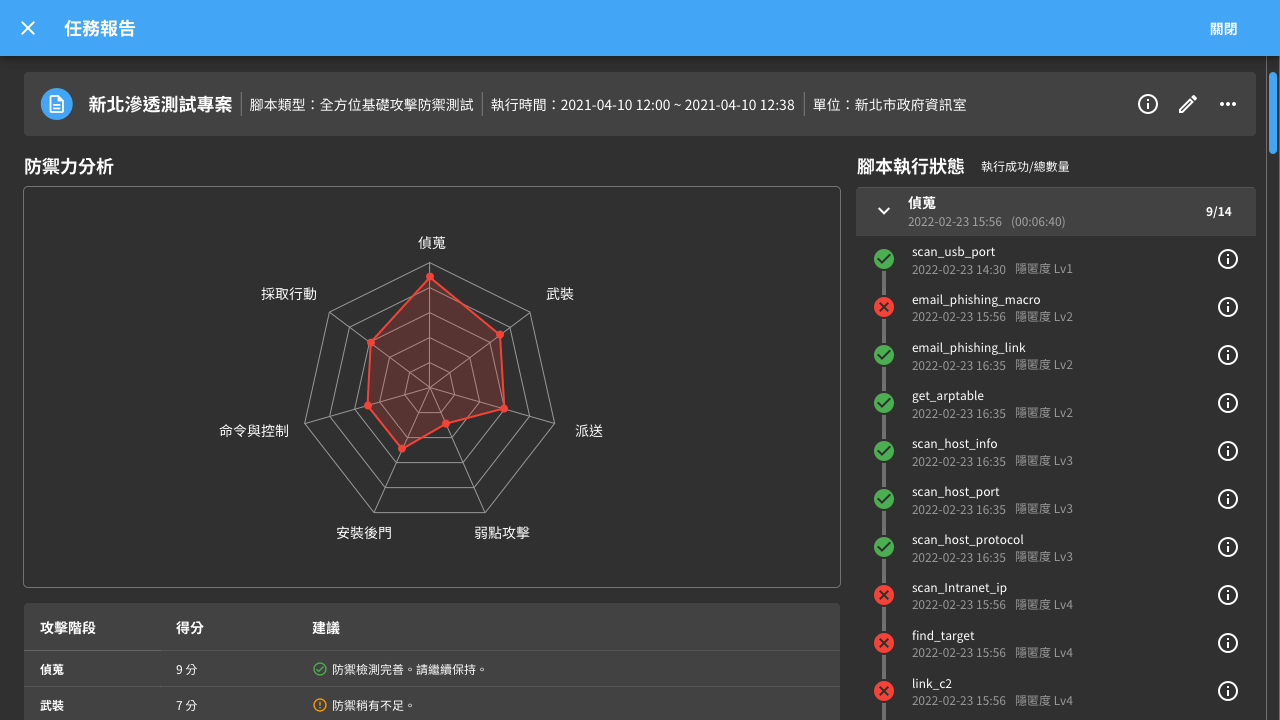 任務報告
關閉
新北滲透測試專案
腳本類型：全方位基礎攻擊防禦測試
執行時間：2021-04-10 12:00 ~ 2021-04-10 12:38
單位：新北市政府資訊室
防禦力分析
偵蒐
採取行動
武裝
命令與控制
派送
安裝後門
弱點攻擊
攻擊階段 得分 建議
偵蒐 9 分 防禦檢測完善。請繼續保持。
武裝 7 分 防禦稍有不足。
腳本執行狀態 執行成功/總數量
偵蒐
2022-02-23 15:56 (00:06:40)
9/14
scan_usb_port
2022-02-23 14:30 隱匿度 Lv1
email_phishing_macro
2022-02-23 15:56 隱匿度 Lv2
email_phishing_link
2022-02-23 16:35 隱匿度 Lv2
get_arptable
2022-02-23 16:35 隱匿度 Lv2
scan_host_info
2022-02-23 16:35 隱匿度 Lv3
scan_host_port
2022-02-23 16:35 隱匿度 Lv3
scan_host_protocol
2022-02-23 16:35 隱匿度 Lv3
scan_Intranet_ip
2022-02-23 15:56 隱匿度 Lv4
find_target
2022-02-23 15:56 隱匿度 Lv4
link_c2
2022-02-23 15:56 隱匿度 Lv4